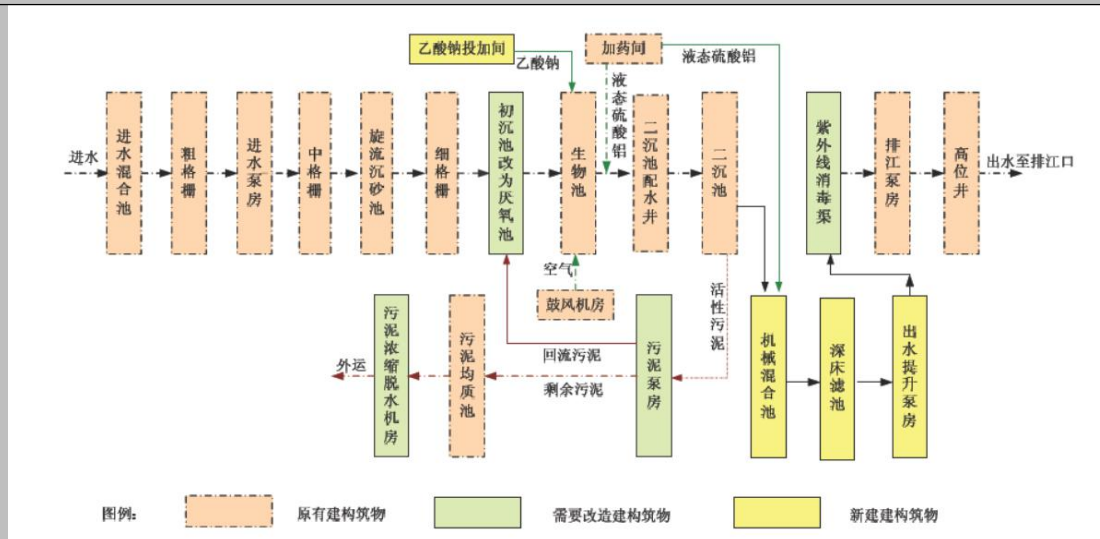 乙酸钠投加间
加药间
乙酸钠
液态硫酸铝
液态硫酸铝
进水
进水混合池
粗格栅
进水泵房
中格栅
旋流沉砂池
细格栅
初沉池改为厌氧池
生物池
二沉池配水井
二沉池
紫外线消毒渠
排江泵房
高位井
出水至排江口
空气
鼓风机房
活性污泥
外运
污泥浓缩脱水机房
污泥均质池
回流污泥
剩余污泥
污泥泵房
机械混合池
深床滤池
出水提升泵房
图例：
原有建构筑物
需要改造建构筑物
新建建构筑物